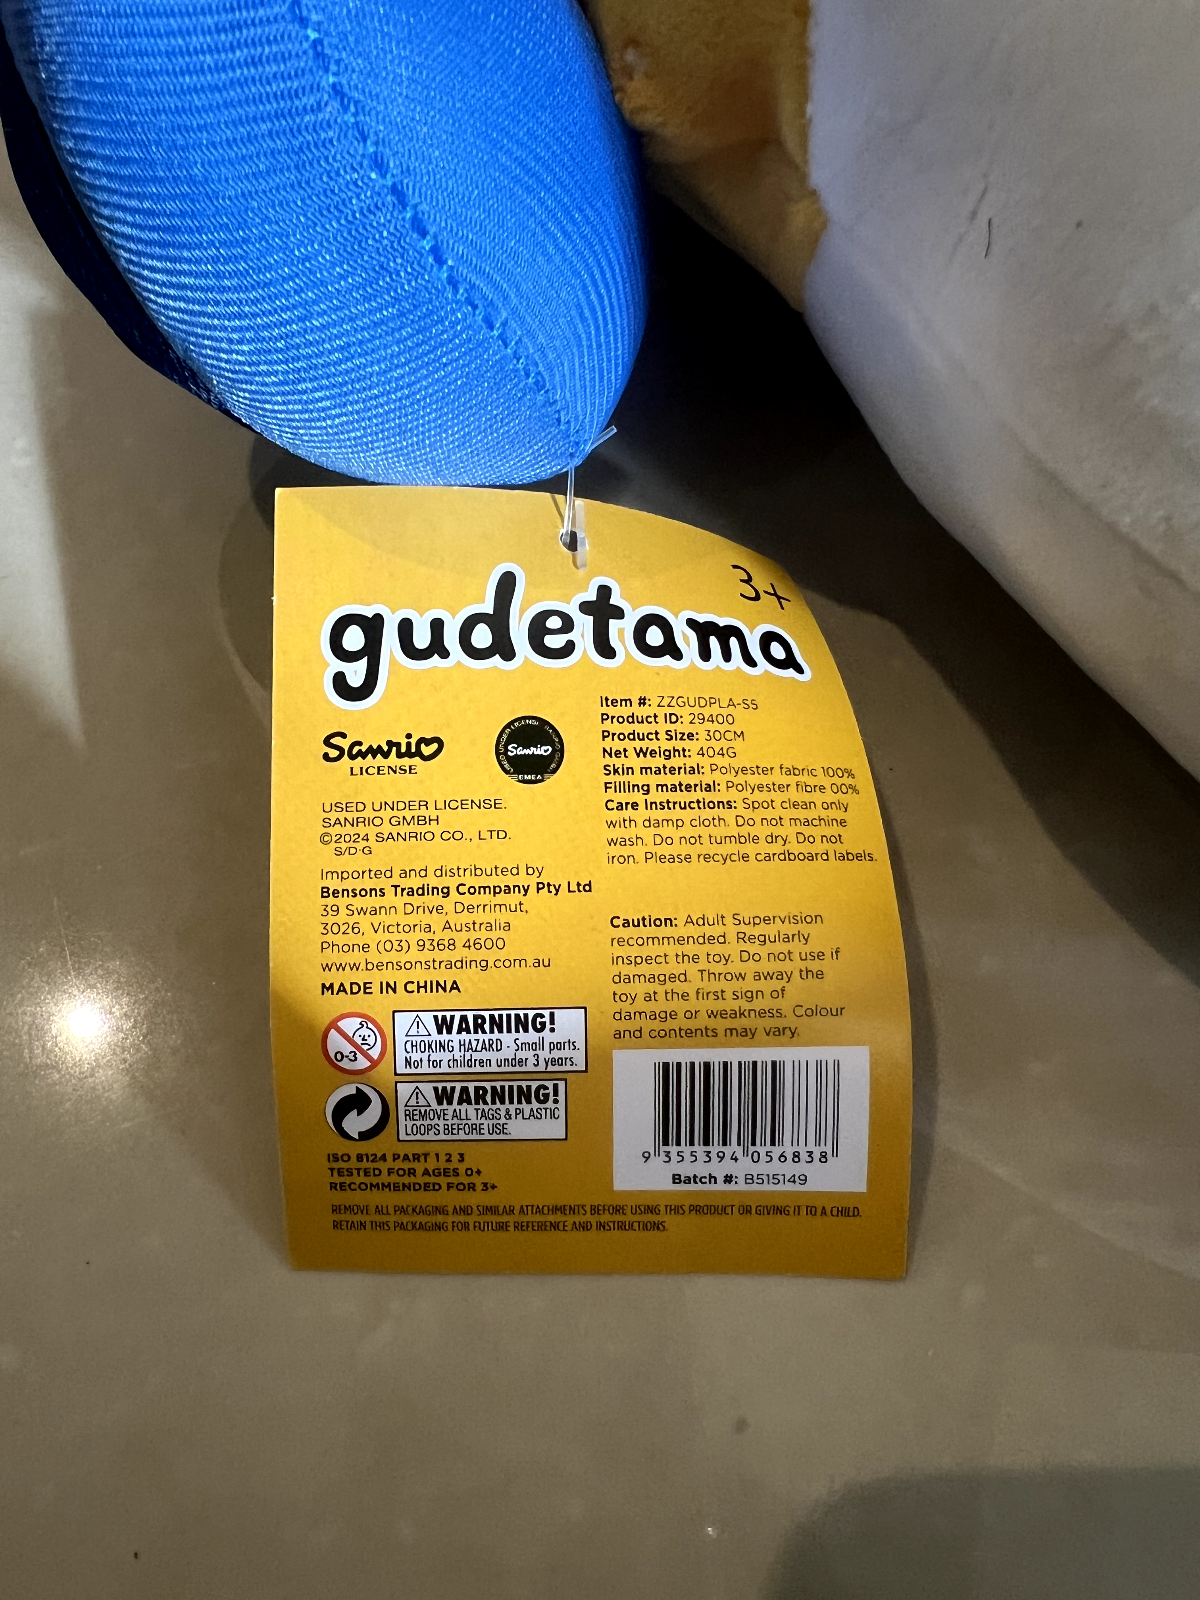 3+
gudetama
Sanrio
LICENSE
USED UNDER LICENSE
Sanrio
EMEA
USED UNDER LICENSE.
SANRIO GMBH
©2024 SANRIO CO., LTD.
S/D·G
Imported and distributed by
Bensons Trading Company Pty Ltd
39 Swann Drive, Derrimut,
3026, Victoria, Australia
Phone (03) 9368 4600
www.bensonstrading.com.au
MADE IN CHINA
0-3
WARNING!
CHOKING HAZARD - Small parts.
Not for children under 3 years.
WARNING!
REMOVE ALL TAGS & PLASTIC
LOOPS BEFORE USE.
ISO 8124 PART 1 2 3
TESTED FOR AGES 0+
RECOMMENDED FOR 3+
Item #: ZZGUDPLA-SS
Product ID: 29400
Product Size: 30CM
Net Weight: 404G
Skin material: Polyester fabric 100%
Filling material: Polyester fibre 00%
Care Instructions: Spot clean only
with damp cloth. Do not machine
wash. Do not tumble dry. Do not
iron. Please recycle cardboard labels.
Caution: Adult Supervision
recommended. Regularly
inspect the toy. Do not use if
damaged. Throw away the
toy at the first sign of
damage or weakness. Colour
and contents may vary.
9 355394 056838
Batch #: B515149
REMOVE ALL PACKAGING AND SIMILAR ATTACHMENTS BEFORE USING THIS PRODUCT OR GIVING IT TO A CHILD.
RETAIN THIS PACKAGING FOR FUTURE REFERENCE AND INSTRUCTIONS.